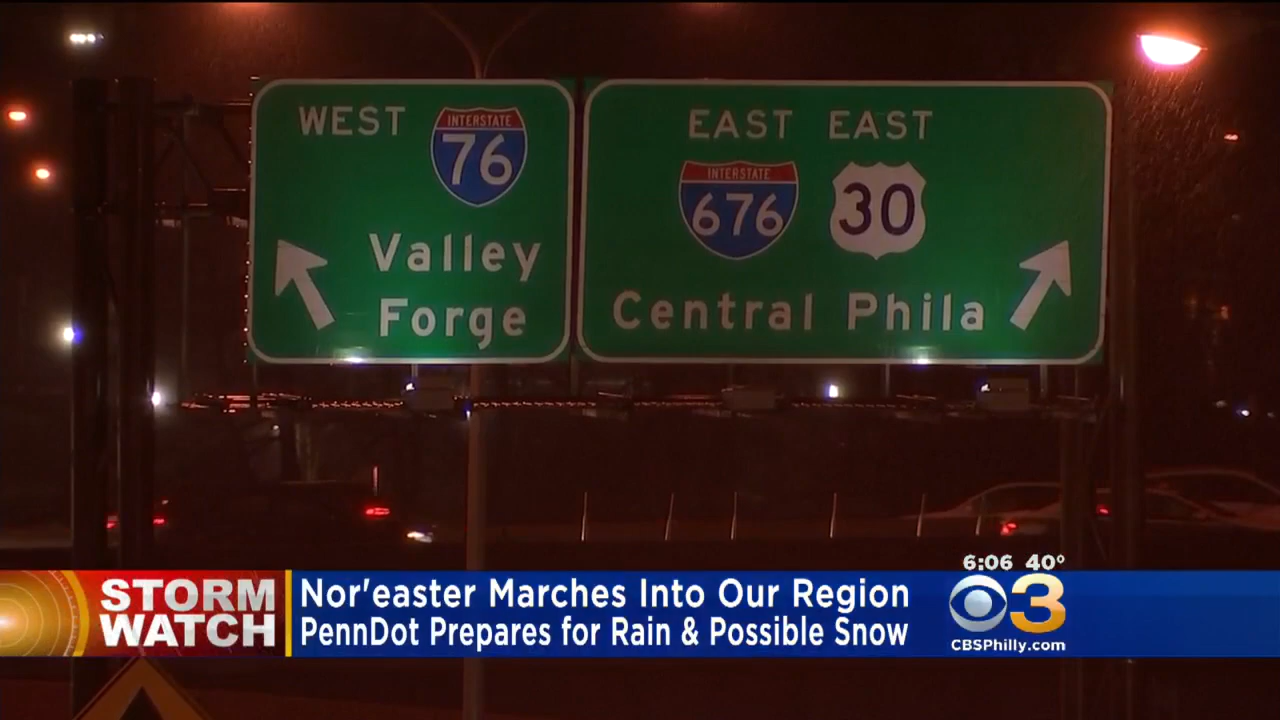 WEST
INTERSTATE
76
Valley
Forge
EAST EAST
INTERSTATE
676
30
Central Phila
6:06 40°
STORM
WATCH
Nor'easter Marches Into Our Region
PennDot Prepares for Rain & Possible Snow
3
CBSPhilly.com